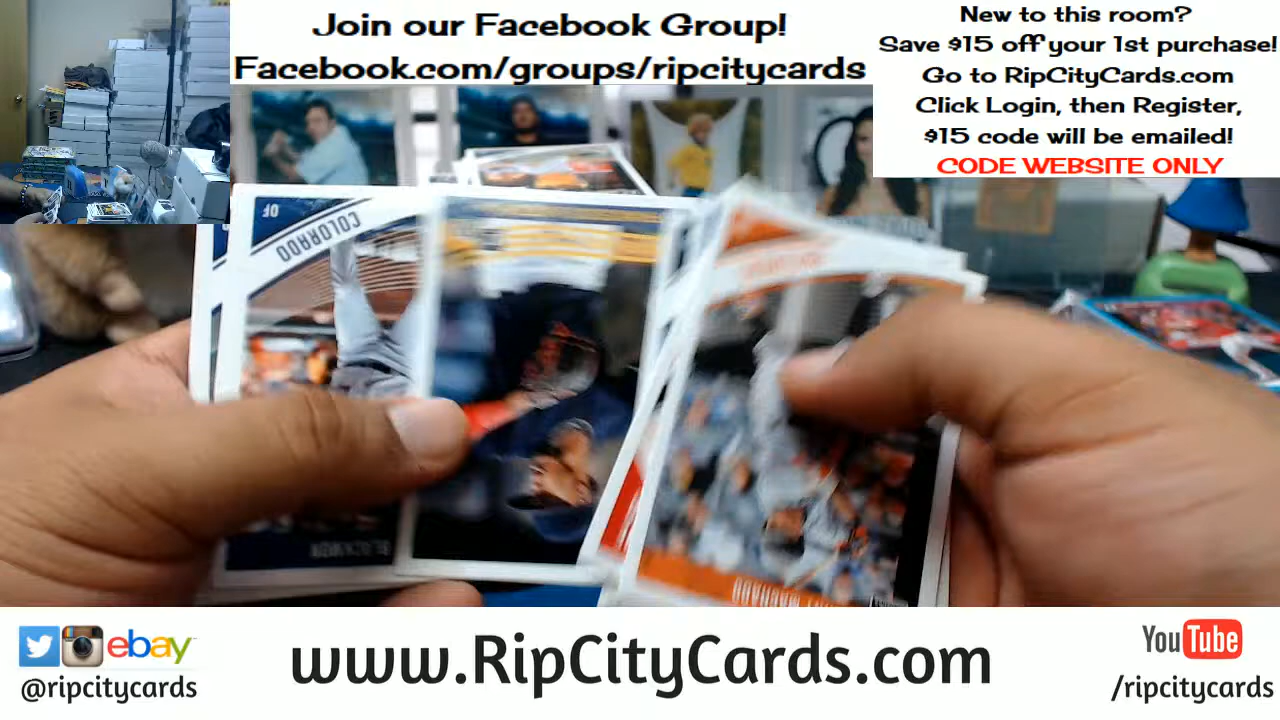 Join our Facebook Group!
Facebook.com/groups/ripcitycards
New to this room?
Save $15 off your 1st purchase!
Go to RipCityCards.com
Click Login, then Register,
$15 code will be emailed!
CODE WEBSITE ONLY
OF
COLORADO
BLACKMON
ebay
@ripcitycards
www.RipCityCards.com
YouTube
/ripcitycards